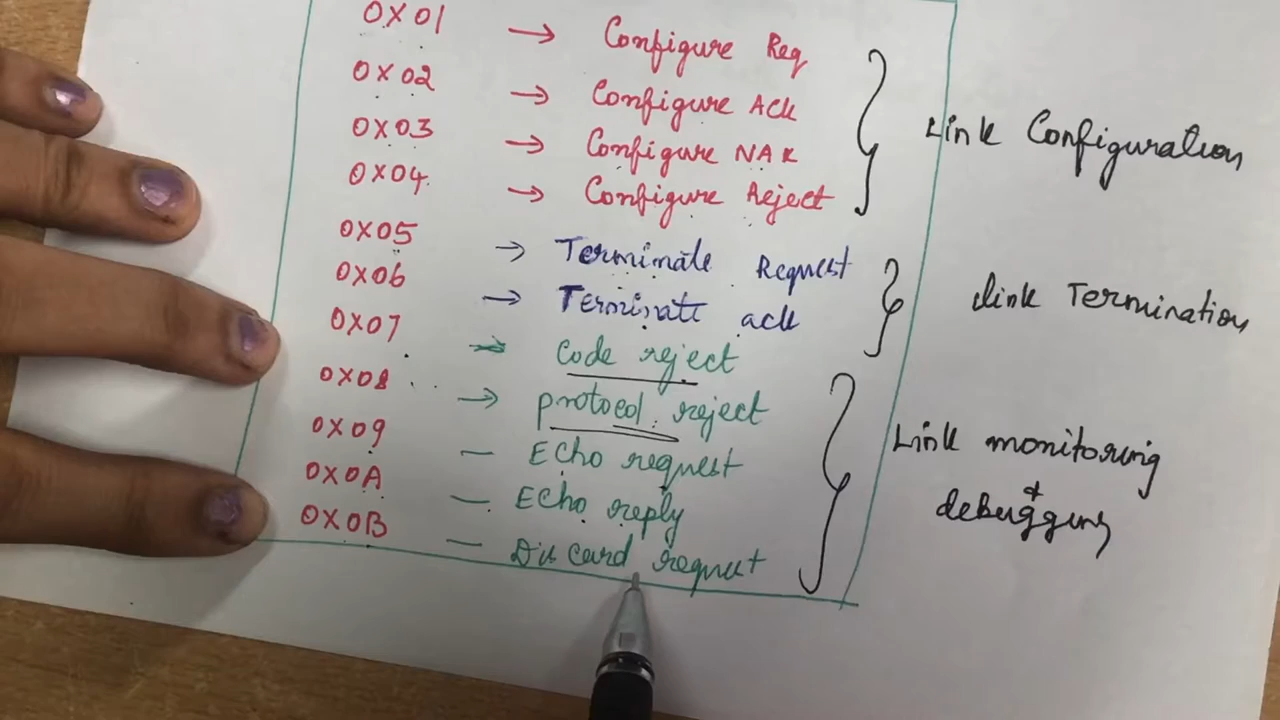 0X01 → Configure Req
0X02 → Configure Ack
0X03 → Configure NAK
0X04 → Configure Reject
Link Configuration
0X05 → Terminate Request
0X06 → Terminate ack
Link Termination
0X07 → Code reject
0X08 → protocol reject
0X09 — Echo request
0X0A — Echo reply
0X0B — Discard request
Link monitoring
&
debugging